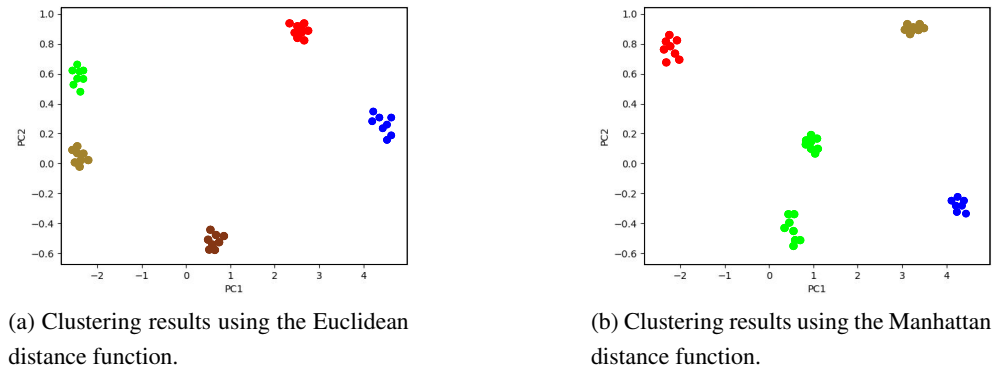 1.0
0.8
0.6
0.4
0.2
0.0
−0.2
−0.4
−0.6
PC2
−2 −1 0 1 2 3 4
PC1
(a) Clustering results using the Euclidean
distance function.
1.0
0.8
0.6
0.4
0.2
0.0
−0.2
−0.4
−0.6
PC2
−2 −1 0 1 2 3 4
PC1
(b) Clustering results using the Manhattan
distance function.